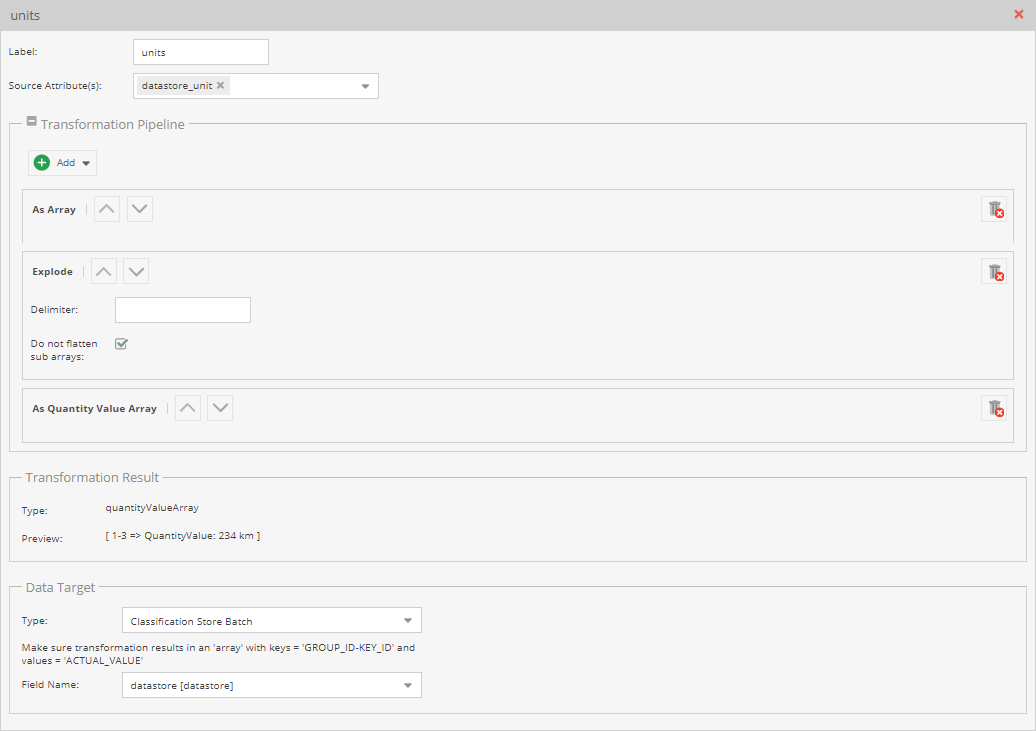 units
Label:
units
Source Attribute(s):
datastore_unit
Transformation Pipeline
Add
As Array
Explode
Delimiter:
Do not flatten
sub arrays:
As Quantity Value Array
Transformation Result
Type:
quantityValueArray
Preview:
[ 1-3 => QuantityValue: 234 km ]
Data Target
Type:
Classification Store Batch
Make sure transformation results in an 'array' with keys = 'GROUP_ID-KEY_ID' and
values = 'ACTUAL_VALUE'
Field Name:
datastore [datastore]